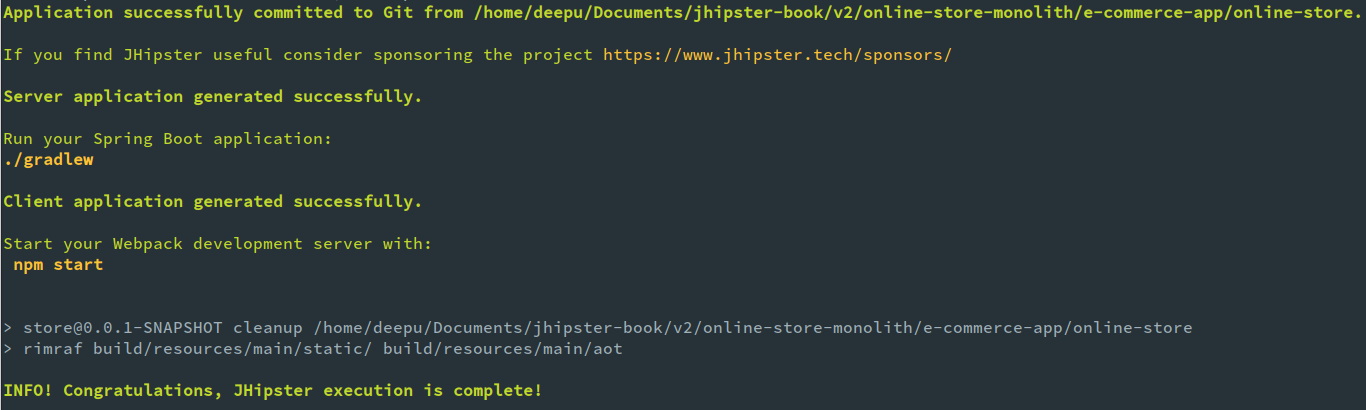 Application successfully committed to Git from /home/deepu/Documents/jhipster-book/v2/online-store-monolith/e-commerce-app/online-store.
If you find JHipster useful consider sponsoring the project https://www.jhipster.tech/sponsors/
Server application generated successfully.
Run your Spring Boot application:
./gradlew
Client application generated successfully.
Start your Webpack development server with:
npm start
> store@0.0.1-SNAPSHOT cleanup /home/deepu/Documents/jhipster-book/v2/online-store-monolith/e-commerce-app/online-store
> rimraf build/resources/main/static/ build/resources/main/aot
INFO! Congratulations, JHipster execution is complete!